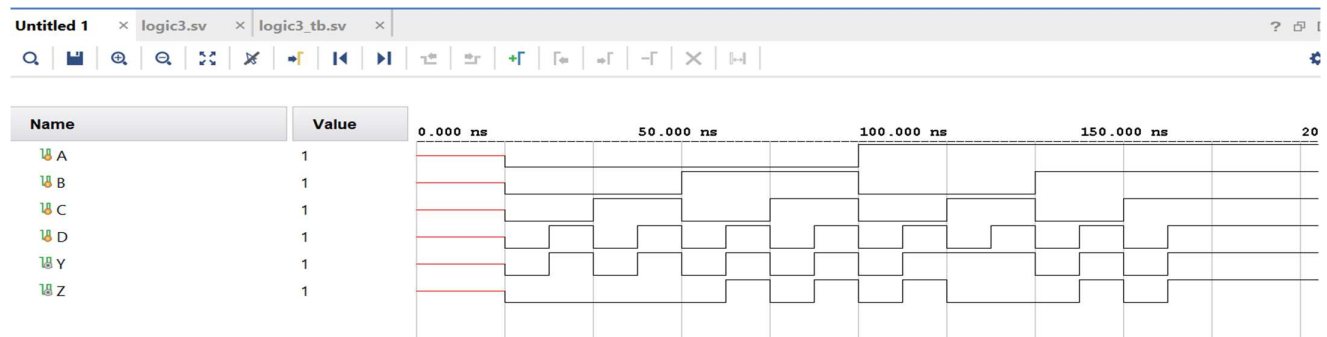 Untitled 1 × logic3.sv × logic3_tb.sv × ?
Name Value 0.000 ns 50.000 ns 100.000 ns 150.000 ns 20
A 1
B 1
C 1
D 1
Y 1
Z 1